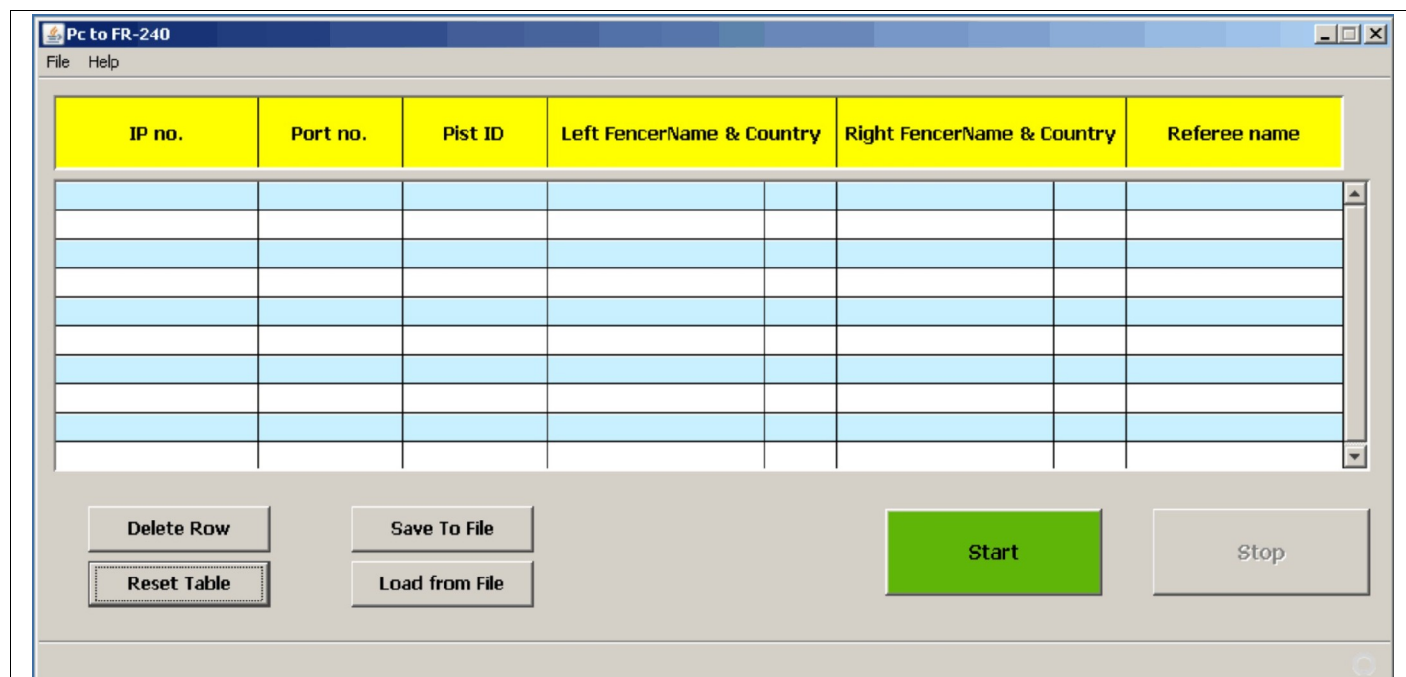 Pc to FR-240
File Help
IP no. Port no. Pist ID Left FencerName & Country Right FencerName & Country Referee name
Delete Row Save To File Start Stop
Reset Table Load from File